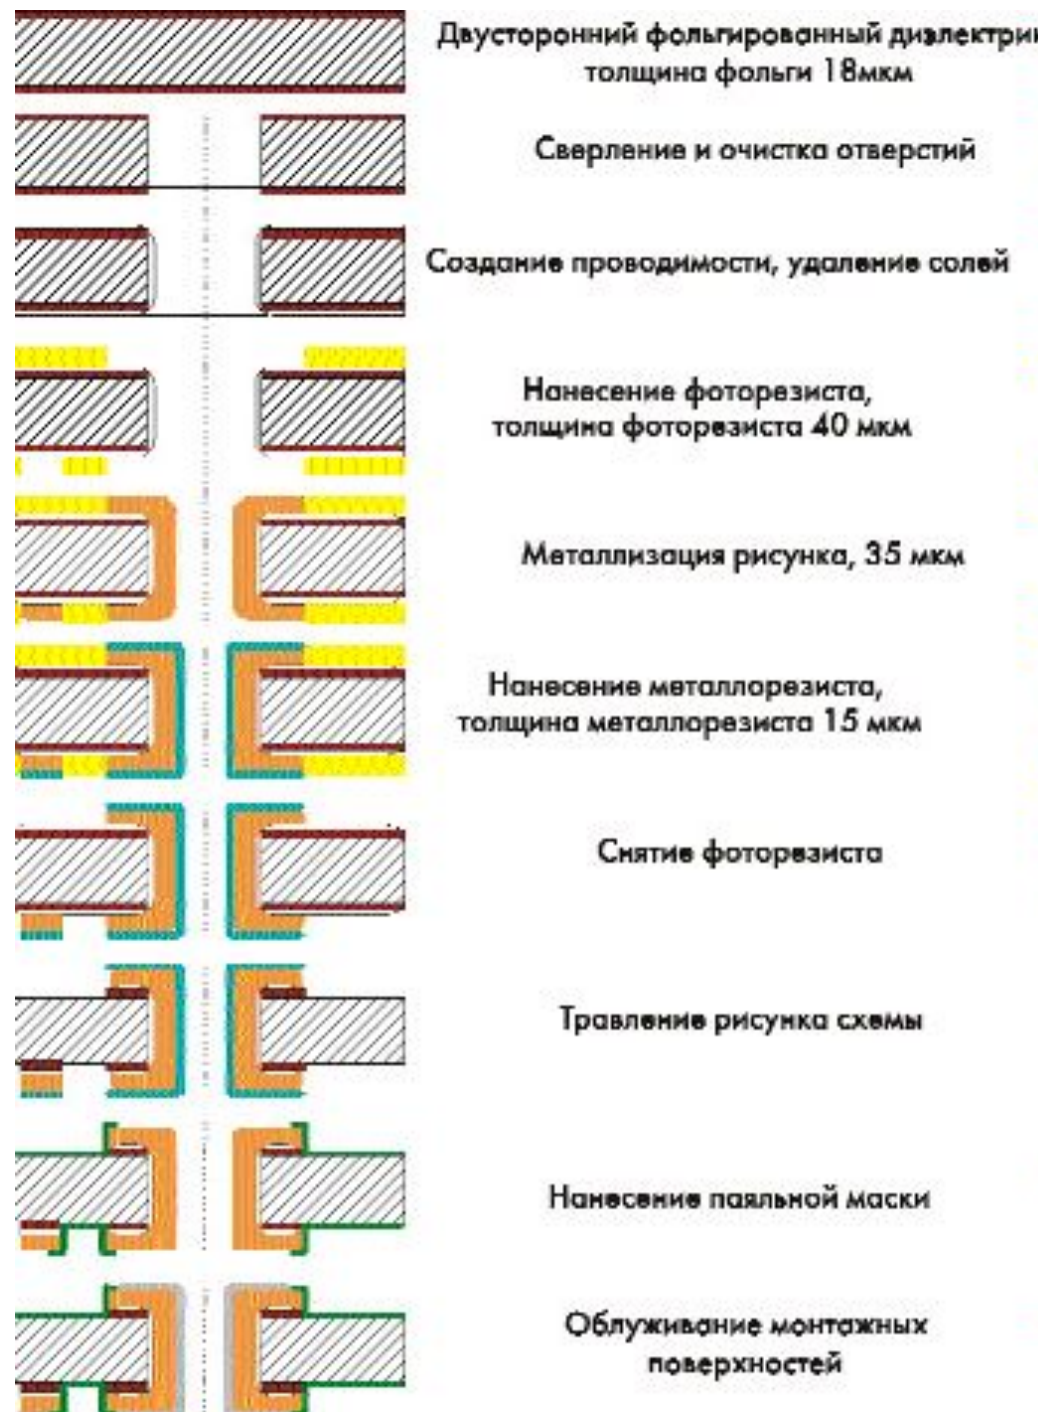 Двусторонний фольгированный диэлектрик
толщина фольги 18мкм
Сверление и очистка отверстий
Создание проводимости, удаление солей
Нанесение фоторезиста,
толщина фоторезиста 40 мкм
Металлизация рисунка, 35 мкм
Нанесение металлорезиста,
толщина металлорезиста 15 мкм
Снятие фоторезиста
Травление рисунка схемы
Нанесение паяльной маски
Облуживание монтажных
поверхностей